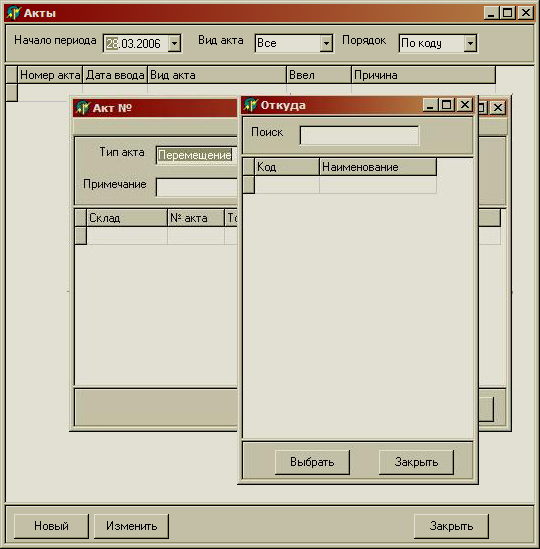 Акты
Начало периода 28.03.2006 Вид акта Все Порядок По коду
Номер акта Дата ввода Вид акта Ввел Причина
Акт №
Тип акта Перемещение
Примечание
Склад № акта
Откуда
Поиск
Код Наименование
Выбрать Закрыть
Новый Изменить Закрыть